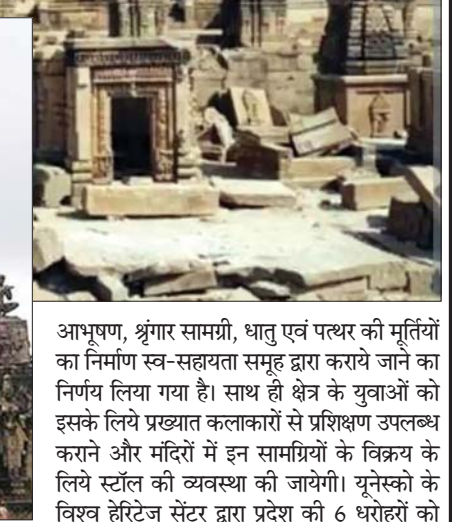 आभूषण, श्रृंगार सामग्री, धातु एवं पत्थर की मूर्तियों
का निर्माण स्व-सहायता समूह द्वारा कराये जाने का
निर्णय लिया गया है। साथ ही क्षेत्र के युवाओं को
इसके लिये प्रख्यात कलाकारों से प्रशिक्षण उपलब्ध
कराने और मंदिरों में इन सामग्रियों के विक्रय के
लिये स्टॉल की व्यवस्था की जायेगी। यूनेस्को के
विश्व हेरिटेज सेंटर द्वारा प्रदेश की 6 धरोहरों को